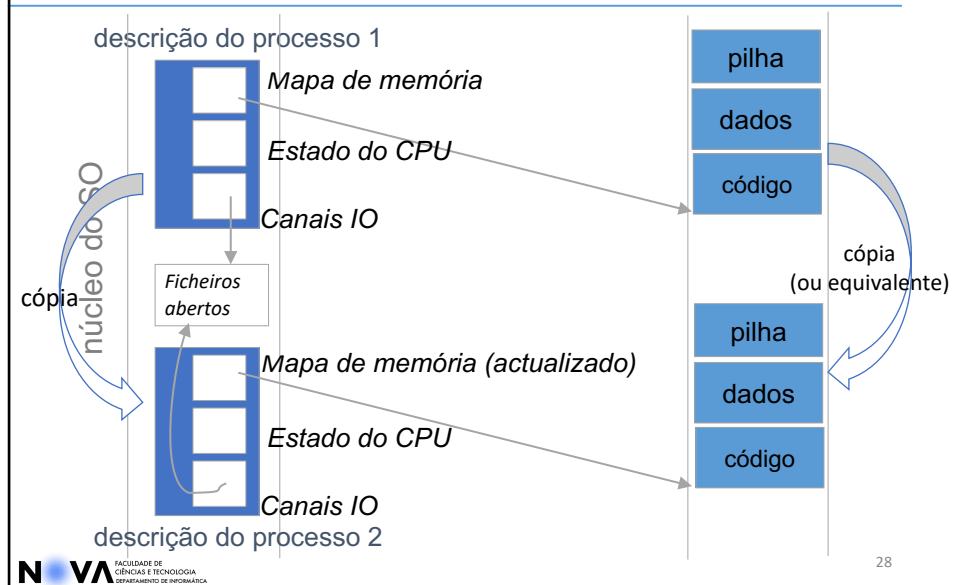 descrição do processo 1
Mapa de memória
Estado do CPU
Canais IO
núcleo do SO
cópia
Ficheiros
abertos
Mapa de memória (actualizado)
Estado do CPU
Canais IO
descrição do processo 2
pilha
dados
código
cópia
(ou equivalente)
pilha
dados
código
NOVA
FACULDADE DE
CIÊNCIAS E TECNOLOGIA
DEPARTAMENTO DE INFORMÁTICA
28